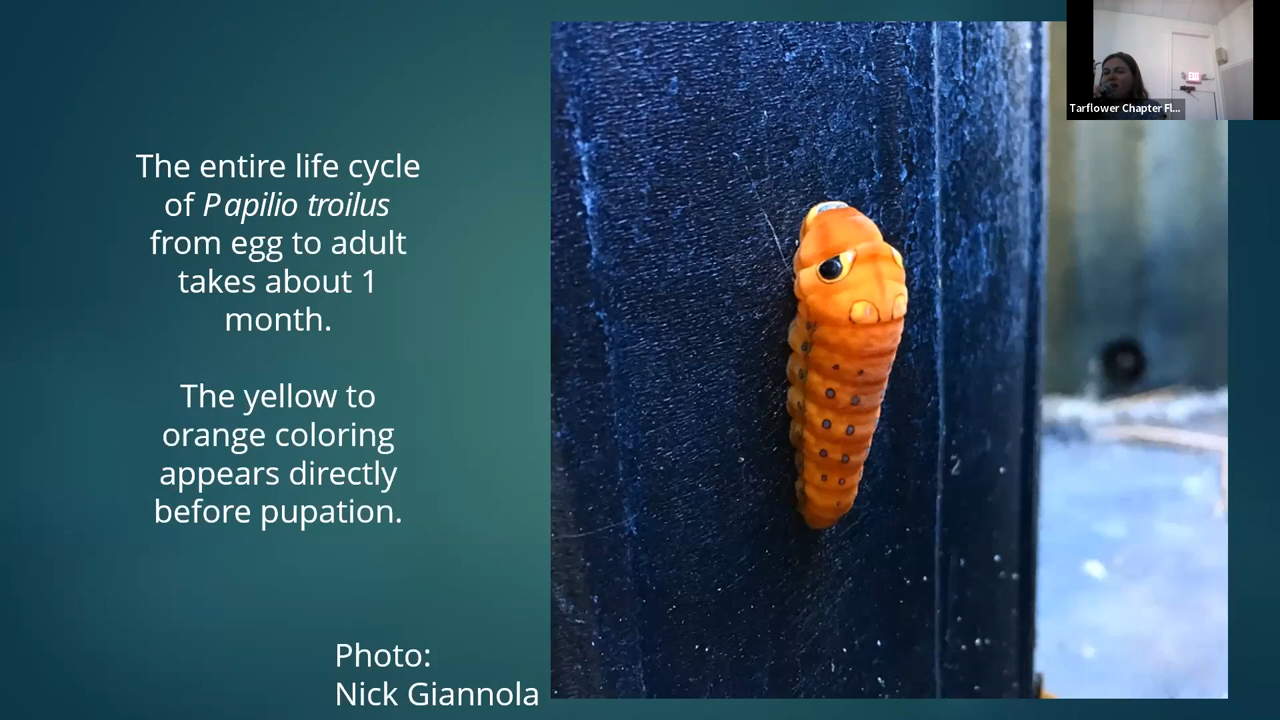 The entire life cycle
of Papilio troilus
from egg to adult
takes about 1
month.
The yellow to
orange coloring
appears directly
before pupation.
Photo:
Nick Giannola
Tarflower Chapter Fl...
EXIT